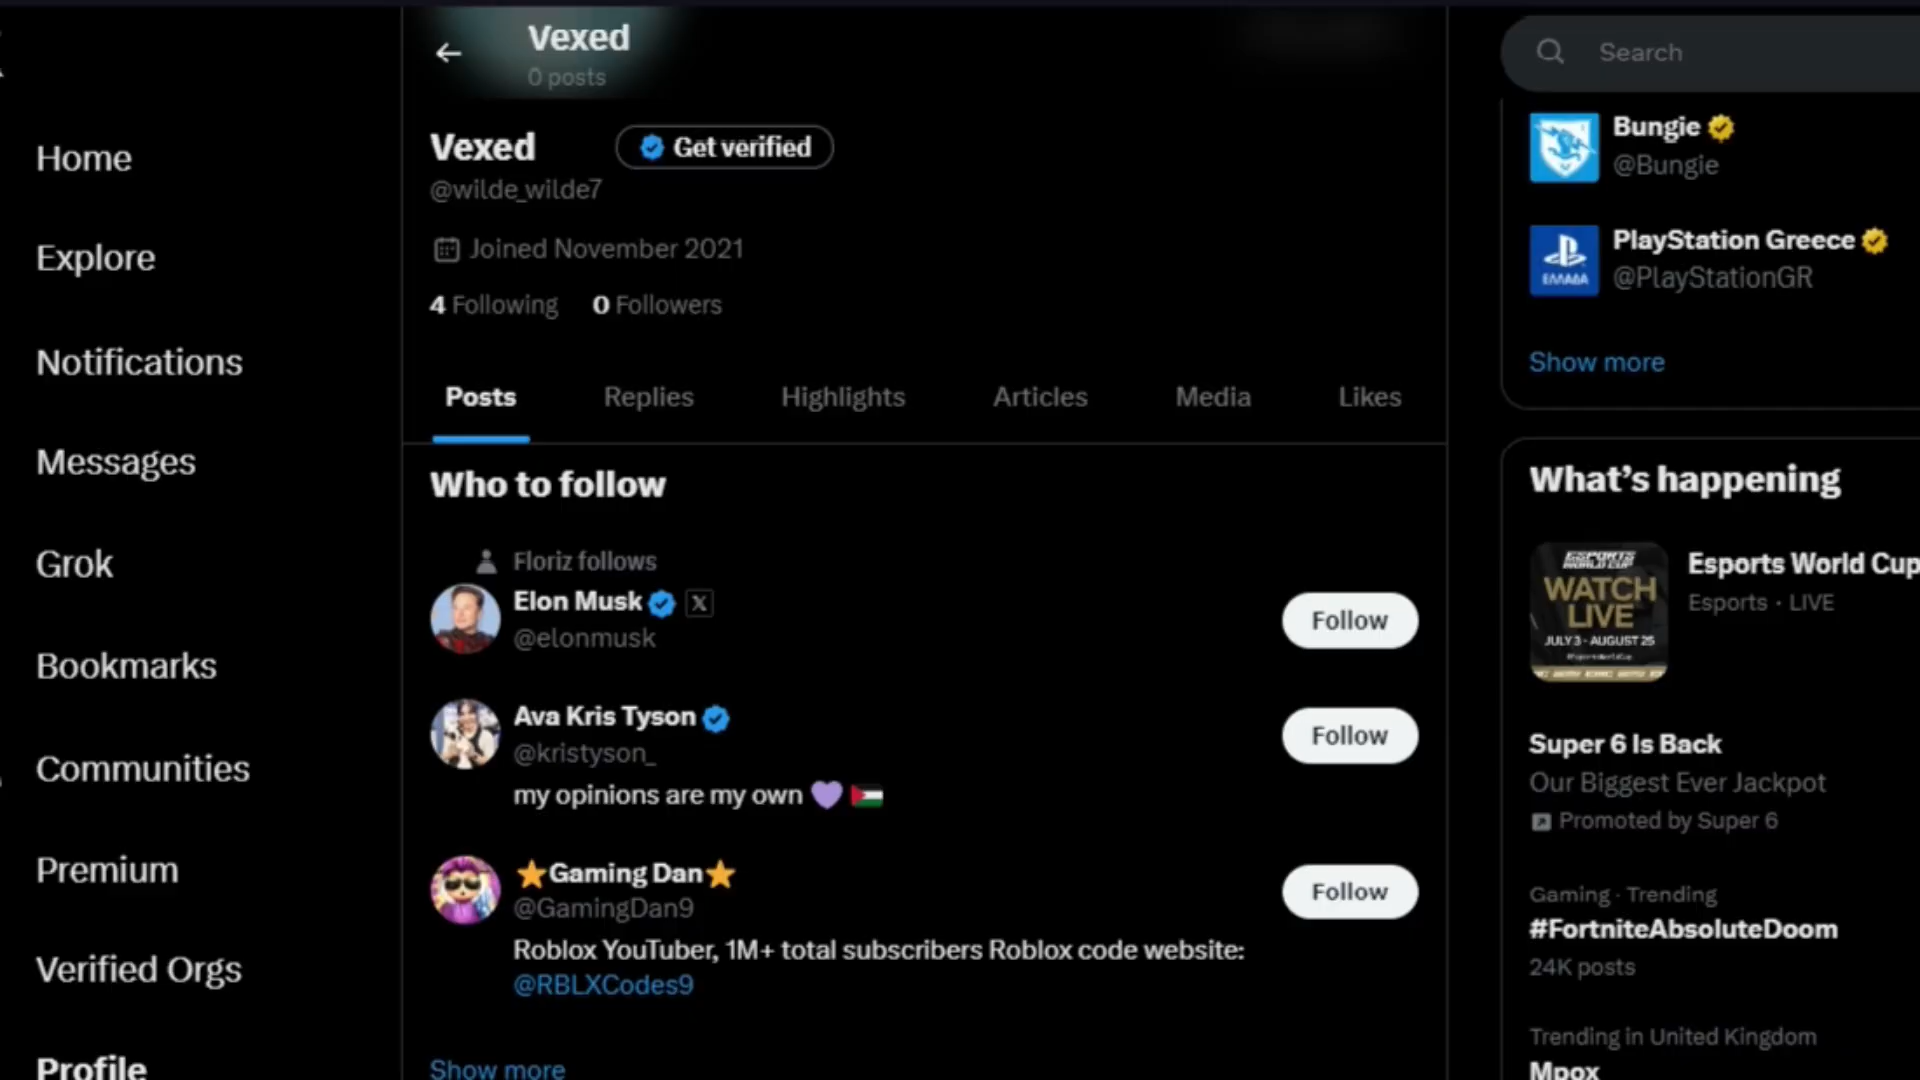 Home
Explore
Notifications
Messages
Grok
Bookmarks
Communities
Premium
Verified Orgs
Profile
Vexed
0 posts
Vexed
Get verified
@wilde_wilde7
Joined November 2021
4 Following 0 Followers
Posts Replies Highlights Articles Media Likes
Who to follow
Floriz follows
Elon Musk
@elonmusk
Follow
Ava Kris Tyson
@kristyson_
my opinions are my own 💜 🇵🇸
Follow
⭐Gaming Dan⭐
@GamingDan9
Follow
Roblox YouTuber, 1M+ total subscribers Roblox code website:
@RBLXCodes9
Show more
Search
Bungie
@Bungie
PlayStation Greece
@PlayStationGR
ΕΛΛΑΔΑ
Show more
What's happening
ESPORTS
WORLD CUP
WATCH
LIVE
JULY 3 - AUGUST 25
Esports World Cup
Esports · LIVE
Super 6 Is Back
Our Biggest Ever Jackpot
Promoted by Super 6
Gaming · Trending
#FortniteAbsoluteDoom
24K posts
Trending in United Kingdom
Mpox